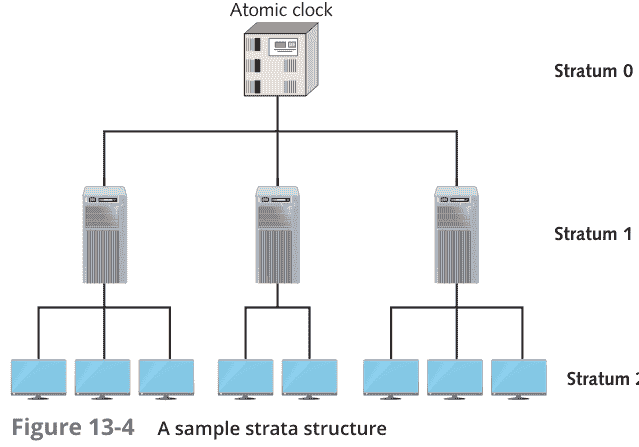 Atomic clock
Stratum 0
Stratum 1
Stratum 2
Figure 13-4 A sample strata structure